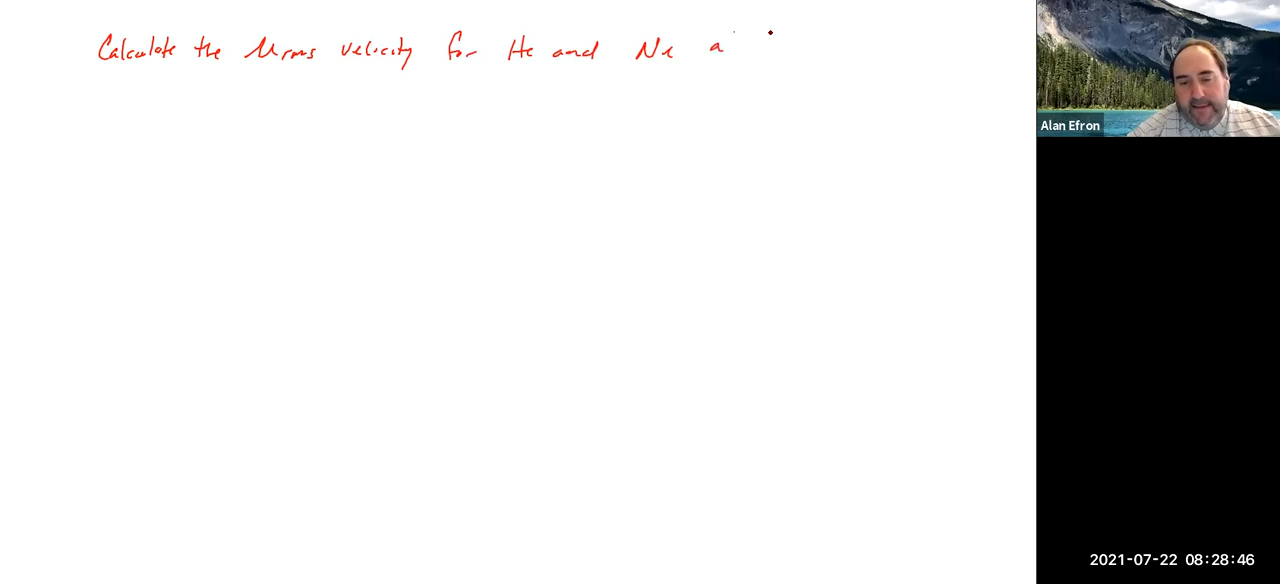 Calculate the Urms velocity for He and Ne a
Alan Efron
2021-07-22 08:28:46